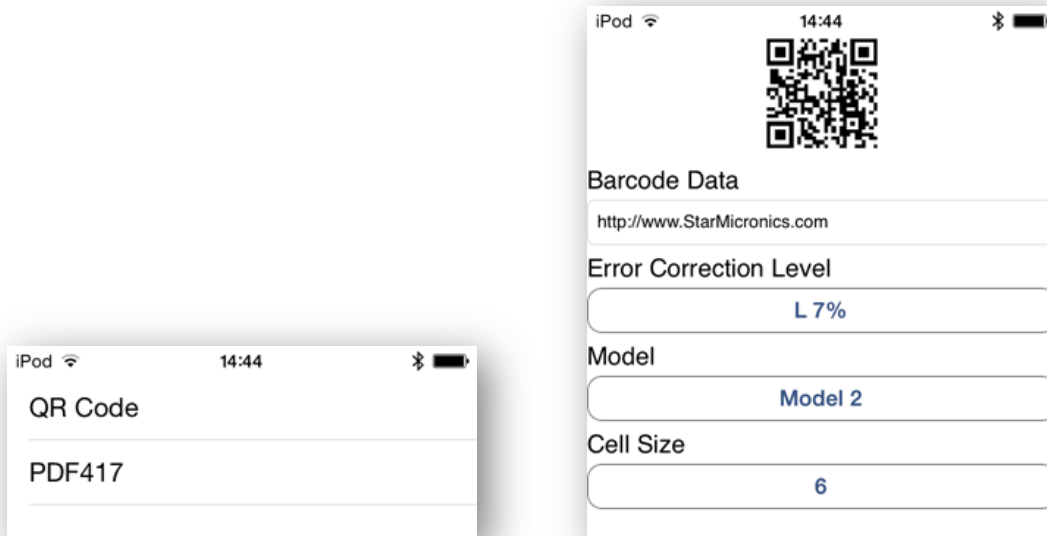 iPod 14:44
QR Code
PDF417
iPod 14:44
Barcode Data
http://www.StarMicronics.com
Error Correction Level
L 7%
Model
Model 2
Cell Size
6